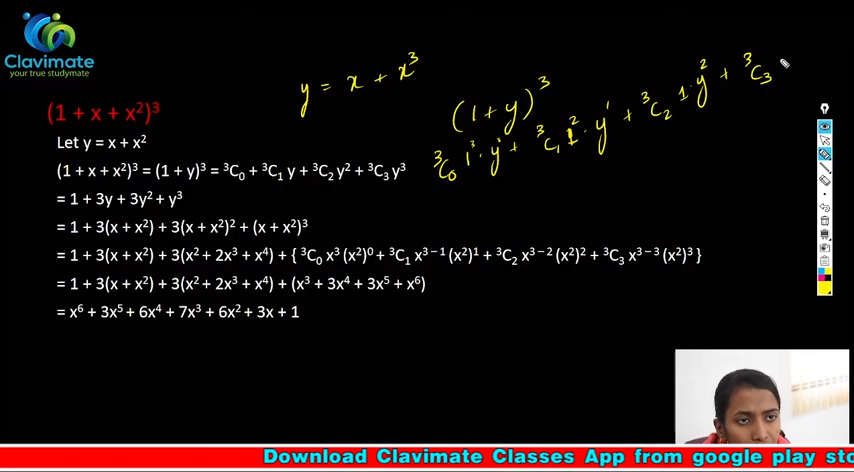 Clavimate
your true studymate
y = x + x³
(1 + x + x²)³
(1 + y)³
³C₀ 1³·y⁰ + ³C₁ 1²·y¹ + ³C₂ 1·y² + ³C₃
Let y = x + x²
(1 + x + x²)³ = (1 + y)³ = ³C₀ + ³C₁ y + ³C₂ y² + ³C₃ y³
= 1 + 3y + 3y² + y³
= 1 + 3(x + x²) + 3(x + x²)² + (x + x²)³
= 1 + 3(x + x²) + 3(x² + 2x³ + x⁴) + { ³C₀ x³ (x²)⁰ + ³C₁ x³⁻¹ (x²)¹ + ³C₂ x³⁻² (x²)² + ³C₃ x³⁻³ (x²)³ }
= 1 + 3(x + x²) + 3(x² + 2x³ + x⁴) + (x³ + 3x⁴ + 3x⁵ + x⁶)
= x⁶ + 3x⁵ + 6x⁴ + 7x³ + 6x² + 3x + 1
Download Clavimate Classes App from google play sto